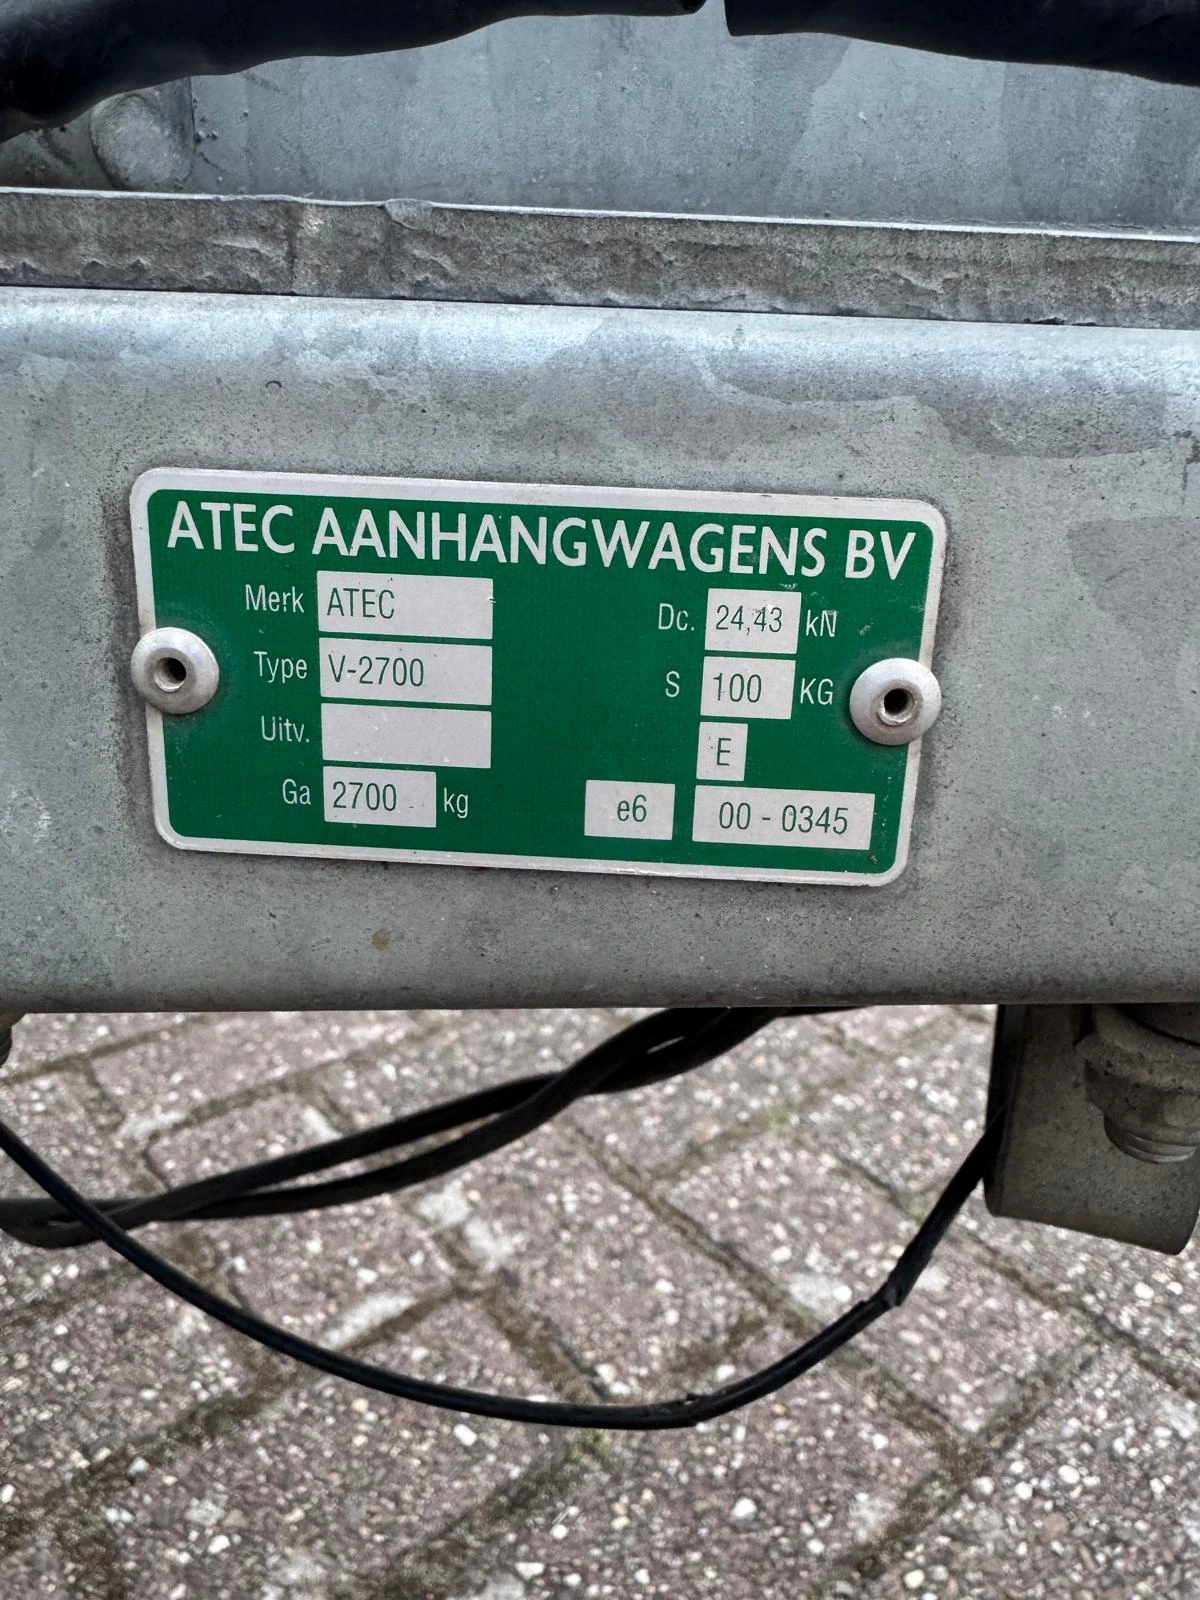 ATEC AANHANGWAGENS BV
Merk ATEC
Type V-2700
Uitv.
Ga 2700 kg
Dc. 24,43 kN
S 100 KG
E
e6 00 - 0345